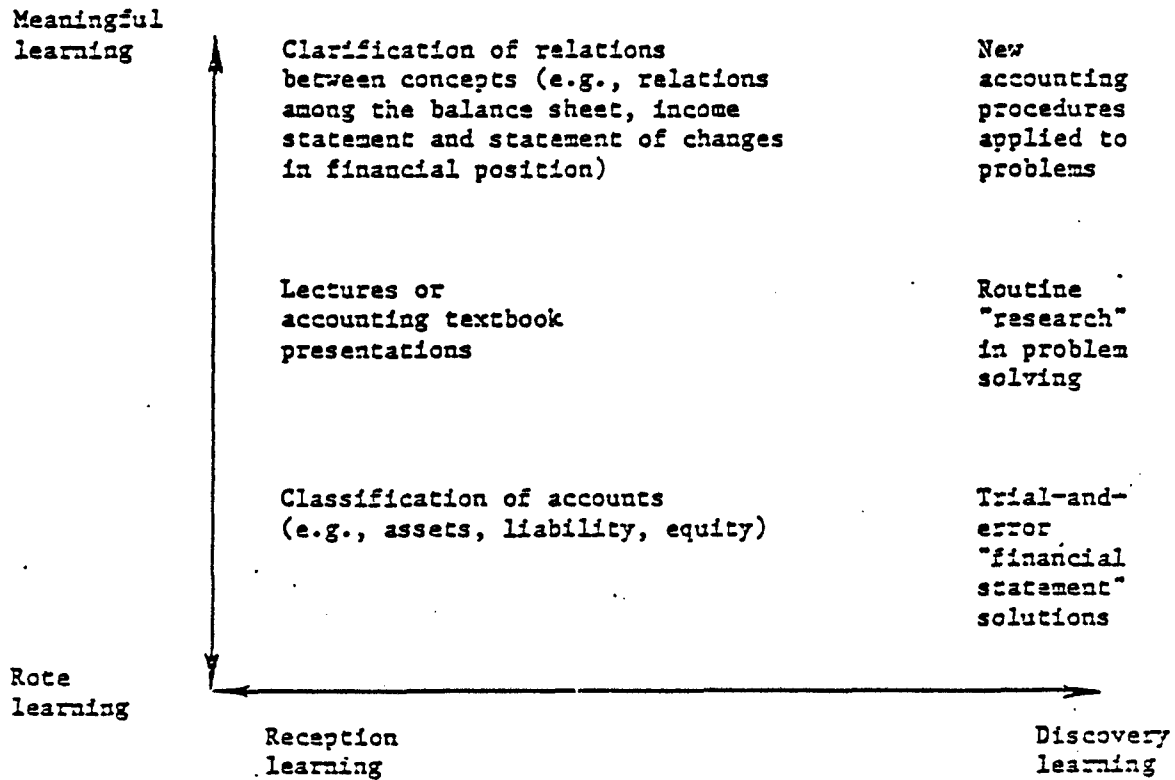 Meaningful
learning
Clarification of relations
between concepts (e.g., relations
among the balance sheet, income
statement and statement of changes
in financial position)
New
accounting
procedures
applied to
problems
Lectures or
accounting textbook
presentations
Routine
"research"
in problem
solving
Classification of accounts
(e.g., assets, liability, equity)
Trial-and-
error
"financial
statement"
solutions
Rote
learning
Reception
learning
Discovery
learning